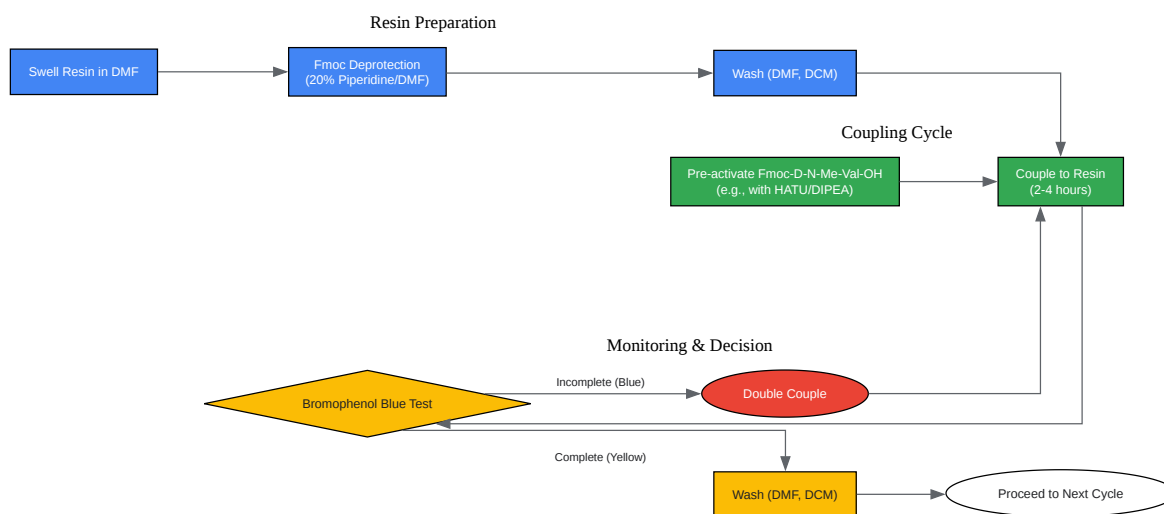 Resin Preparation
Swell Resin in DMF
Fmoc Deprotection
(20% Piperidine/DMF)
Wash (DMF, DCM)
Coupling Cycle
Pre-activate Fmoc-D-N-Me-Val-OH
(e.g., with HATU/DIPEA)
Couple to Resin
(2-4 hours)
Monitoring & Decision
Bromophenol Blue Test
Incomplete (Blue)
Double Couple
Complete (Yellow)
Wash (DMF, DCM)
Proceed to Next Cycle